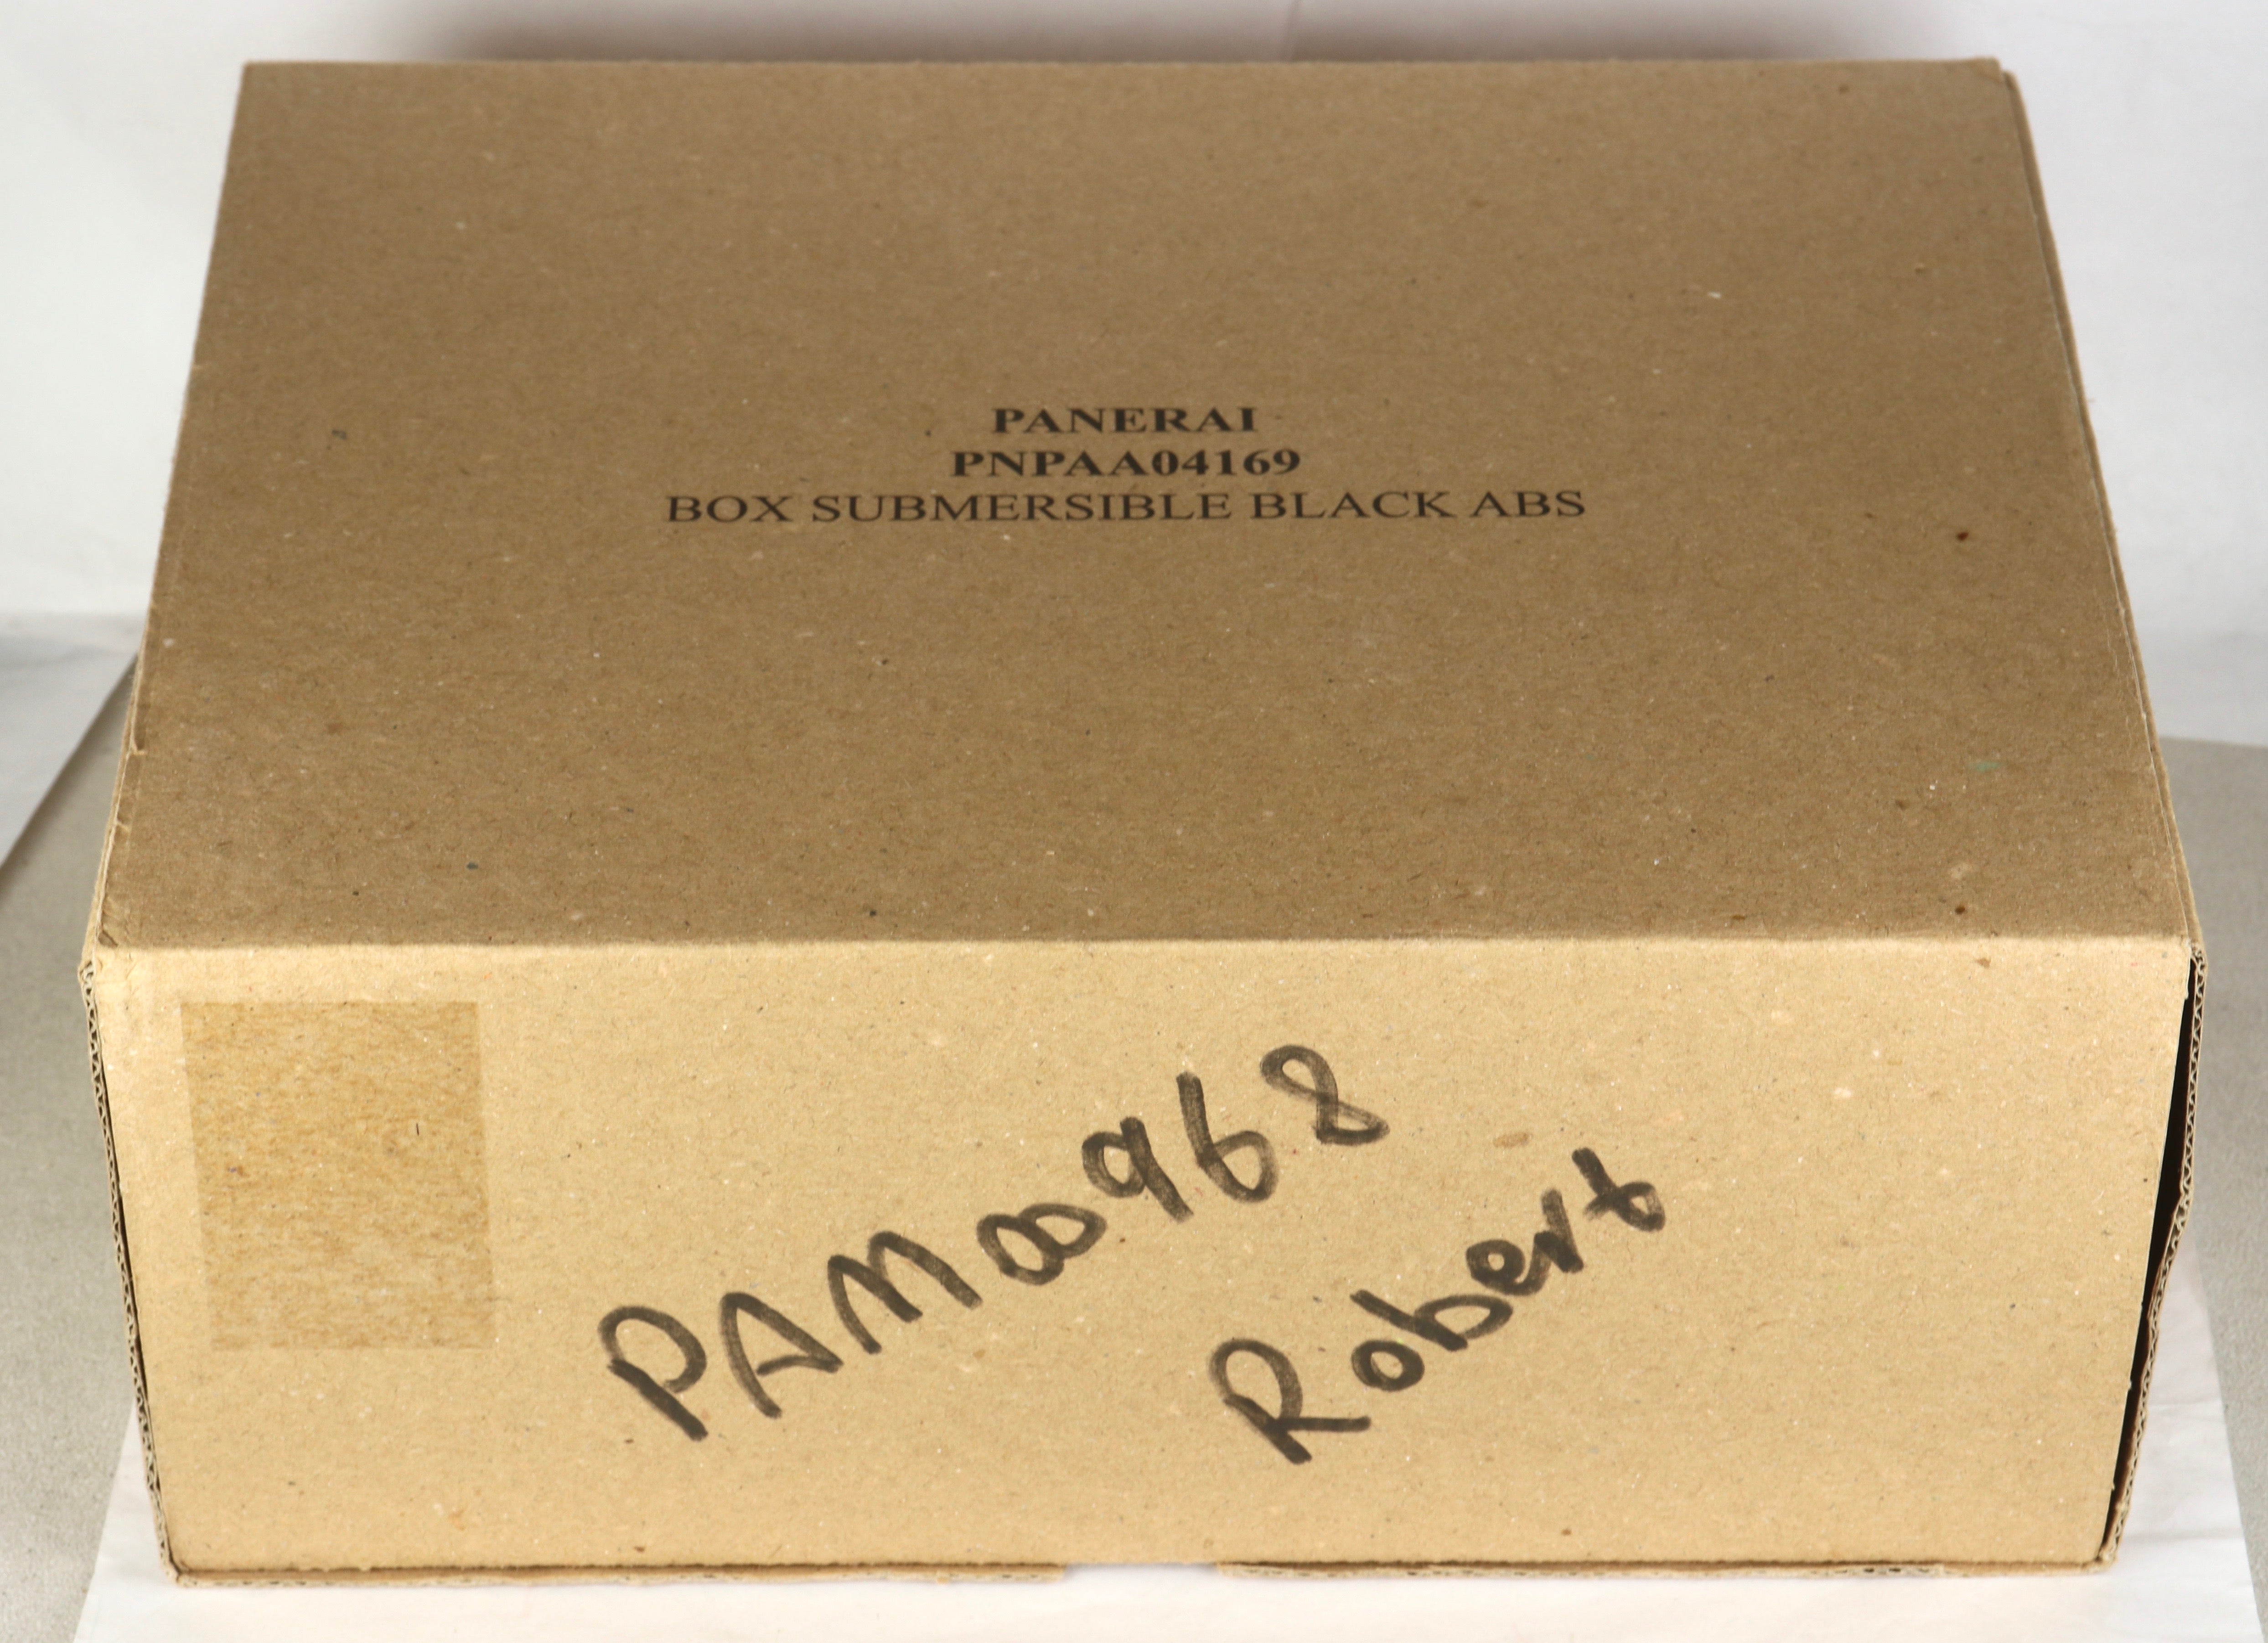 PANERAI
PNPAA04169
BOX SUBMERSIBLE BLACK ABS
PAM00968
Robert